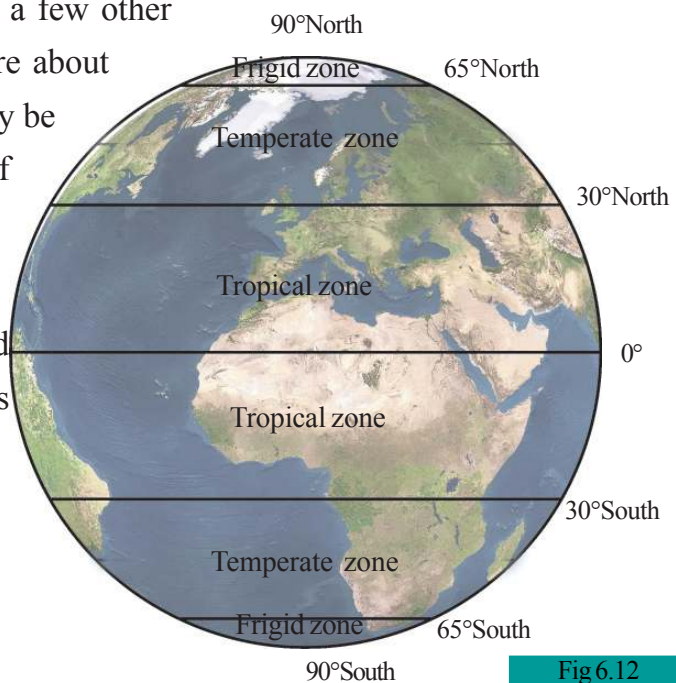 a few other
90°North
Frigid zone
65°North
re about
Temperate zone
y be
f
30°North
Tropical zone
d
0°
s
Tropical zone
30°South
Temperate zone
Frigid zone
65°South
90°South
Fig 6.12